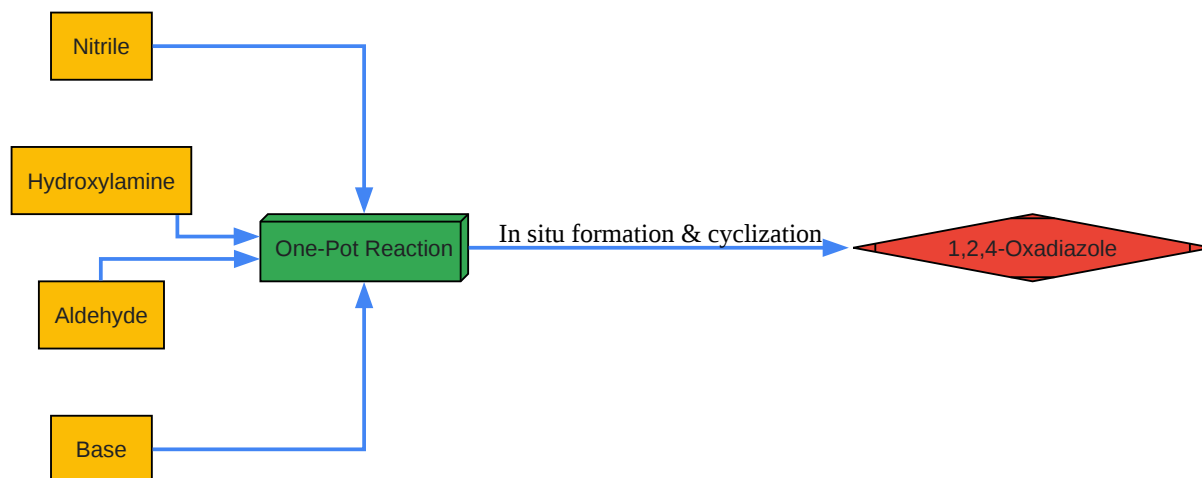 Nitrile
Hydroxylamine
In situ formation & cyclization
One-Pot Reaction
1,2,4-Oxadiazole
Aldehyde
Base